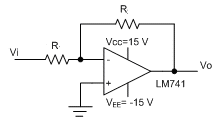 R
R
Vi
Vcc=15 V
-
+
Vo
LM741
VEE= -15 V